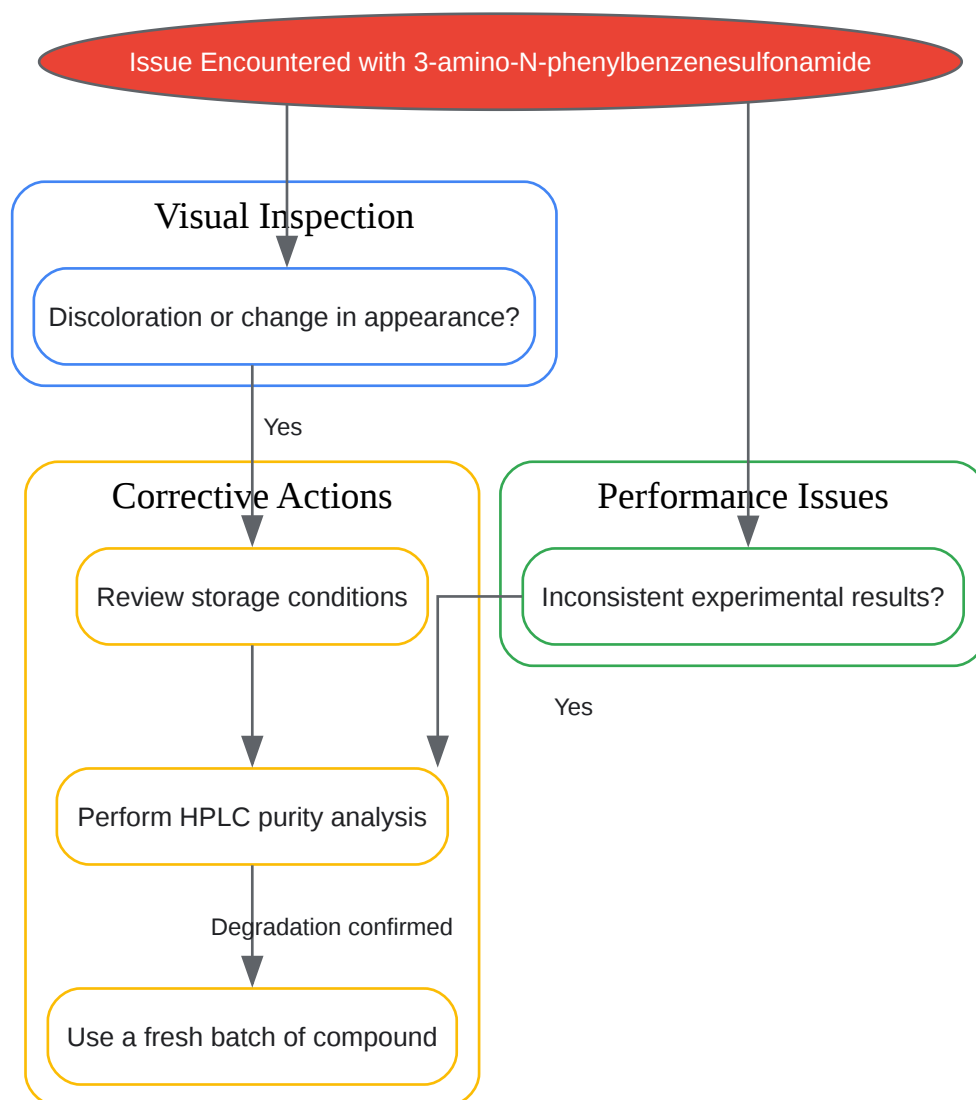 Issue Encountered with 3-amino-N-phenylbenzenesulfonamide
Visual Inspection
Discoloration or change in appearance?
Yes
Corrective Actions
Performance Issues
Review storage conditions
Inconsistent experimental results?
Yes
Perform HPLC purity analysis
Degradation confirmed
Use a fresh batch of compound